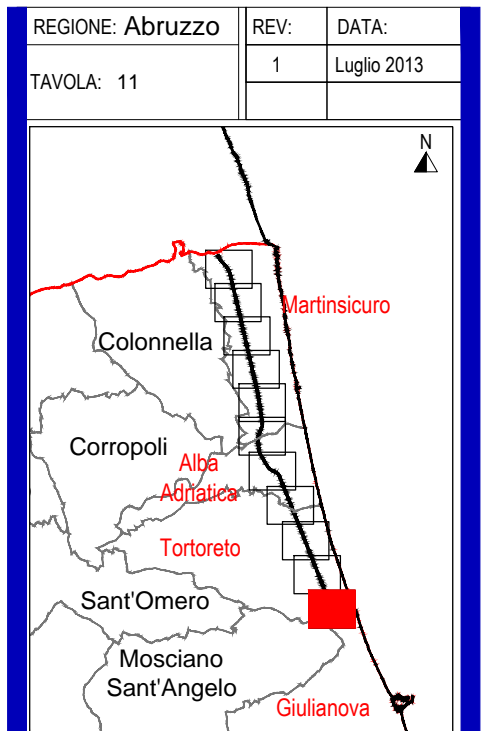 REGIONE: Abruzzo
REV:
DATA:
TAVOLA: 11
1
Luglio 2013
N
Martinsicuro
Colonnella
Corropoli
Alba
Adriatica
Tortoreto
Sant'Omero
Mosciano
Sant'Angelo
Giulianova